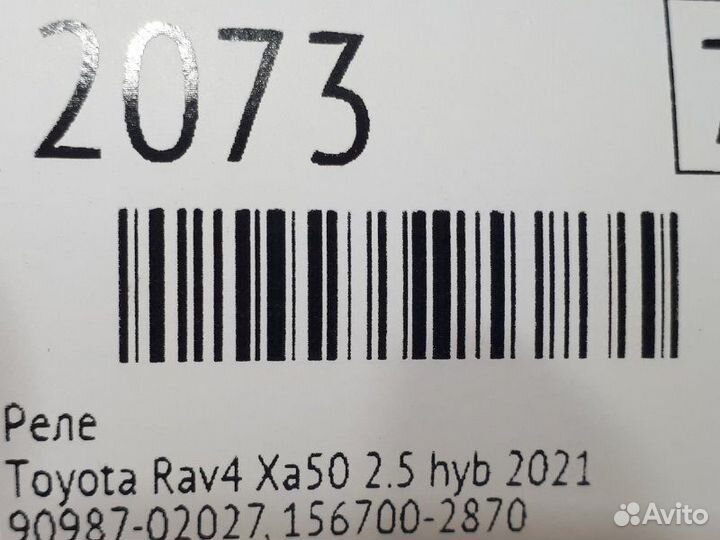 2073
Реле
Toyota Rav4 Xa50 2.5 hyb 2021
90987-02027, 156700-2870
Avito